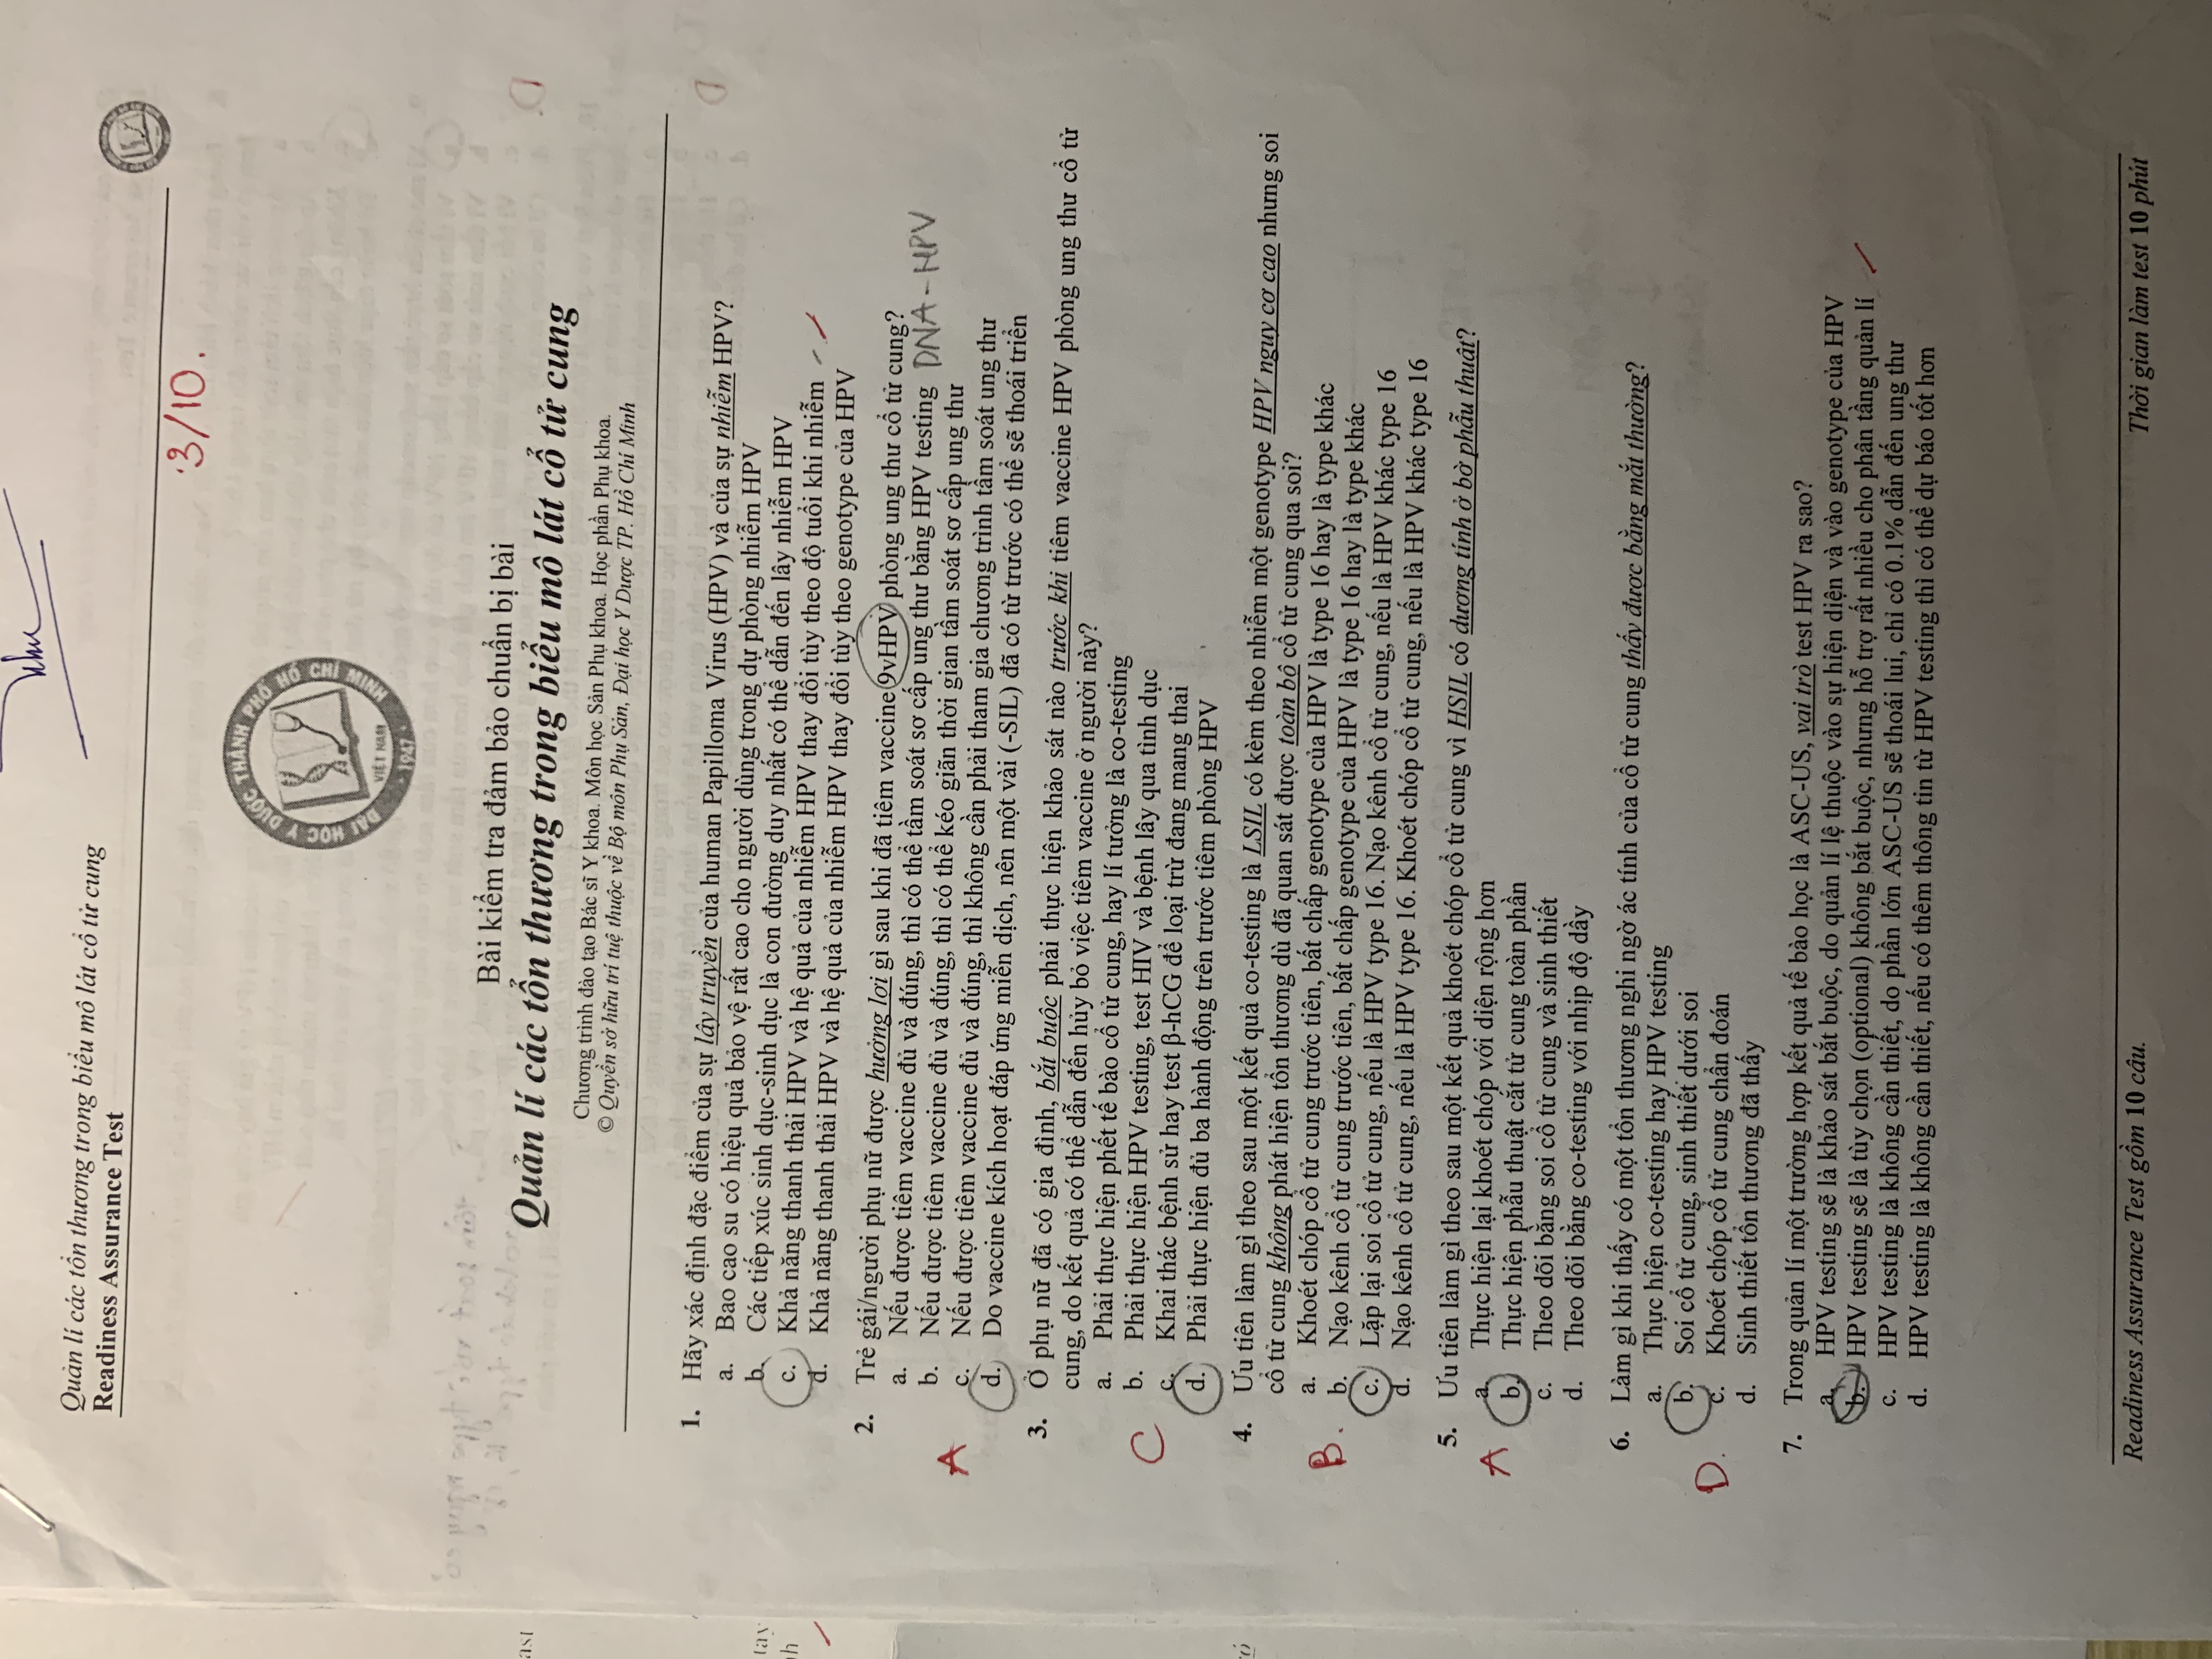 Như
Quản lí các tổn thương trong biểu mô lát cổ tử cung
Readiness Assurance Test
3/10.
ĐẠI HỌC Y DƯỢC THÀNH PHỐ HỒ CHÍ MINH
VIỆT NAM
1947
Bài kiểm tra đảm bảo chuẩn bị bài
Quản lí các tổn thương trong biểu mô lát cổ tử cung
Chương trình đào tạo Bác sĩ Y khoa. Môn học Sản Phụ khoa. Học phần Phụ khoa.
© Quyền sở hữu trí tuệ thuộc về Bộ môn Phụ Sản, Đại học Y Dược TP. Hồ Chí Minh
1. Hãy xác định đặc điểm của sự lây truyền của human Papilloma Virus (HPV) và của sự nhiễm HPV?
a. Bao cao su có hiệu quả bảo vệ rất cao cho người dùng trong dự phòng nhiễm HPV
b. Các tiếp xúc sinh dục-sinh dục là con đường duy nhất có thể dẫn đến lây nhiễm HPV
c. Khả năng thanh thải HPV và hệ quả của nhiễm HPV thay đổi tùy theo độ tuổi khi nhiễm
d. Khả năng thanh thải HPV và hệ quả của nhiễm HPV thay đổi tùy theo genotype của HPV
2. Trẻ gái/người phụ nữ được hưởng lợi gì sau khi đã tiêm vaccine 9vHPV phòng ung thư cổ tử cung?
a. Nếu được tiêm vaccine đủ và đúng, thì có thể tầm soát sơ cấp ung thư bằng HPV testing DNA-HPV
b. Nếu được tiêm vaccine đủ và đúng, thì có thể kéo giãn thời gian tầm soát sơ cấp ung thư
A
c. Nếu được tiêm vaccine đủ và đúng, thì không cần phải tham gia chương trình tầm soát ung thư
d. Do vaccine kích hoạt đáp ứng miễn dịch, nên một vài (-SIL) đã có từ trước có thể sẽ thoái triển
3. Ở phụ nữ đã có gia đình, bắt buộc phải thực hiện khảo sát nào trước khi tiêm vaccine HPV phòng ung thư cổ tử
cung, do kết quả có thể dẫn đến hủy bỏ việc tiêm vaccine ở người này?
a. Phải thực hiện phết tế bào cổ tử cung, hay lí tưởng là co-testing
b. Phải thực hiện HPV testing, test HIV và bệnh lây qua tình dục
C
c. Khai thác bệnh sử hay test β-hCG để loại trừ đang mang thai
d. Phải thực hiện đủ ba hành động trên trước tiêm phòng HPV
4. Ưu tiên làm gì theo sau một kết quả co-testing là LSIL có kèm theo nhiễm một genotype HPV nguy cơ cao nhưng soi
cổ tử cung không phát hiện tổn thương dù đã quan sát được toàn bộ cổ tử cung qua soi?
a. Khoét chóp cổ tử cung trước tiên, bất chấp genotype của HPV là type 16 hay là type khác
B.
b. Nạo kênh cổ tử cung trước tiên, bất chấp genotype của HPV là type 16 hay là type khác
c. Lặp lại soi cổ tử cung, nếu là HPV type 16. Nạo kênh cổ tử cung, nếu là HPV khác type 16
d. Nạo kênh cổ tử cung, nếu là HPV type 16. Khoét chóp cổ tử cung, nếu là HPV khác type 16
5. Ưu tiên làm gì theo sau một kết quả khoét chóp cổ tử cung vì HSIL có dương tính ở bờ phẫu thuật?
a. Thực hiện lại khoét chóp với diện rộng hơn
A
b. Thực hiện phẫu thuật cắt tử cung toàn phần
c. Theo dõi bằng soi cổ tử cung và sinh thiết
d. Theo dõi bằng co-testing với nhịp độ dầy
6. Làm gì khi thấy có một tổn thương nghi ngờ ác tính của cổ tử cung thấy được bằng mắt thường?
a. Thực hiện co-testing hay HPV testing
b. Soi cổ tử cung, sinh thiết dưới soi
D.
c. Khoét chóp cổ tử cung chẩn đoán
d. Sinh thiết tổn thương đã thấy
7. Trong quản lí một trường hợp kết quả tế bào học là ASC-US, vai trò test HPV ra sao?
a. HPV testing sẽ là khảo sát bắt buộc, do quản lí lệ thuộc vào sự hiện diện và vào genotype của HPV
b. HPV testing sẽ là tùy chọn (optional) không bắt buộc, nhưng hỗ trợ rất nhiều cho phân tầng quản lí
c. HPV testing là không cần thiết, do phần lớn ASC-US sẽ thoái lui, chỉ có 0.1% dẫn đến ung thư
d. HPV testing là không cần thiết, nếu có thêm thông tin từ HPV testing thì có thể dự báo tốt hơn
Readiness Assurance Test gồm 10 câu.
Thời gian làm test 10 phút
ast
tay